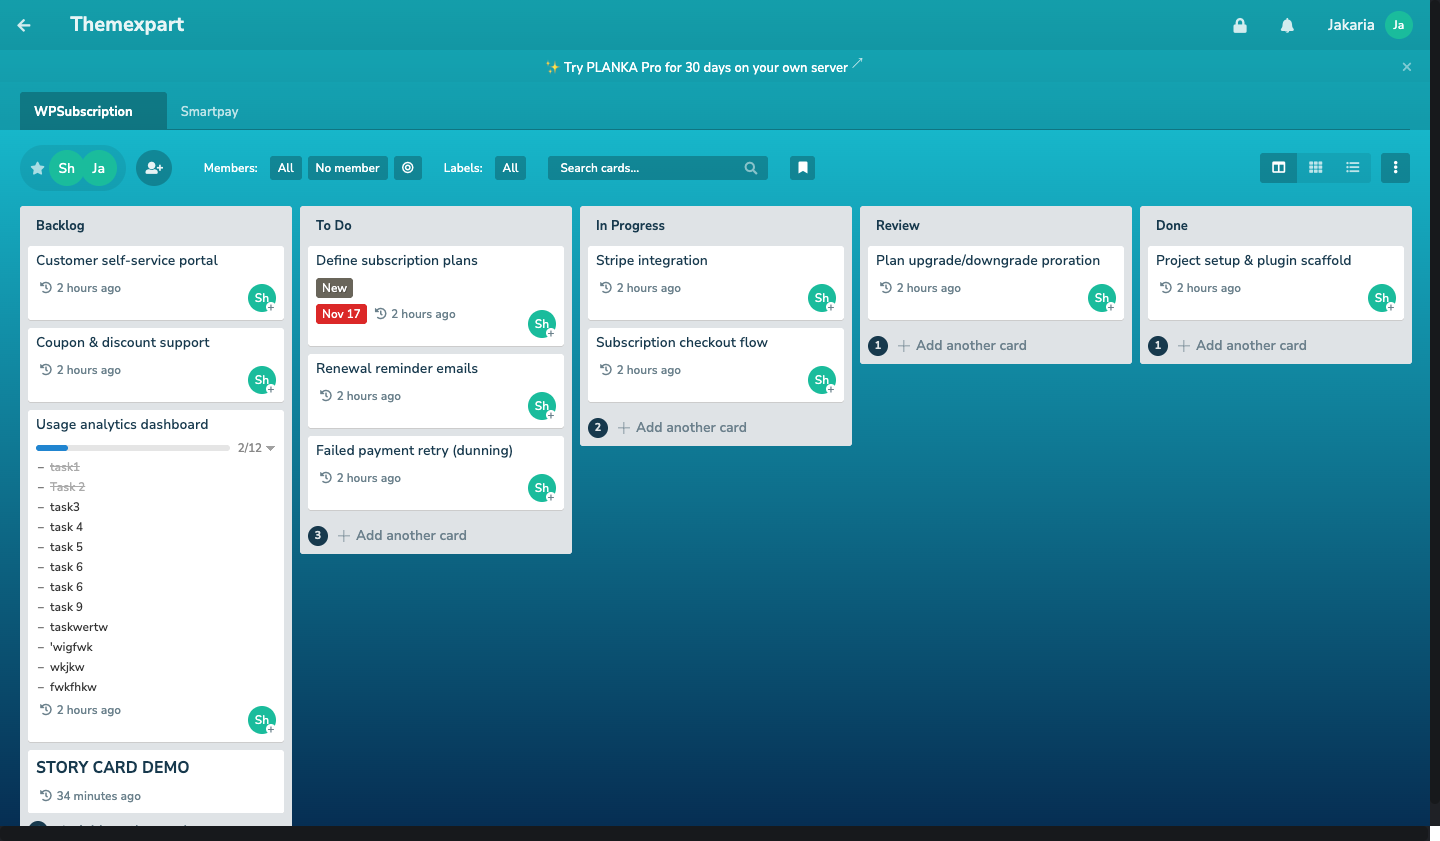 Themexpart
Jakaria Ja
✨ Try PLANKA Pro for 30 days on your own server
WPSubscription Smartpay
Sh Ja Members: All No member Labels: All Search cards...
Backlog
Customer self-service portal
2 hours ago
Sh
Coupon & discount support
2 hours ago
Sh
Usage analytics dashboard
2/12
– task1
– Task 2
– task3
– task 4
– task 5
– task 6
– task 6
– task 9
– taskwertw
– 'wigfwk
– wkjkw
– fwkfhkw
2 hours ago
Sh
STORY CARD DEMO
34 minutes ago
To Do
Define subscription plans
New
Nov 17 2 hours ago
Sh
Renewal reminder emails
2 hours ago
Sh
Failed payment retry (dunning)
2 hours ago
Sh
3 + Add another card
In Progress
Stripe integration
2 hours ago
Sh
Subscription checkout flow
2 hours ago
Sh
2 + Add another card
Review
Plan upgrade/downgrade proration
2 hours ago
Sh
1 + Add another card
Done
Project setup & plugin scaffold
2 hours ago
Sh
1 + Add another card